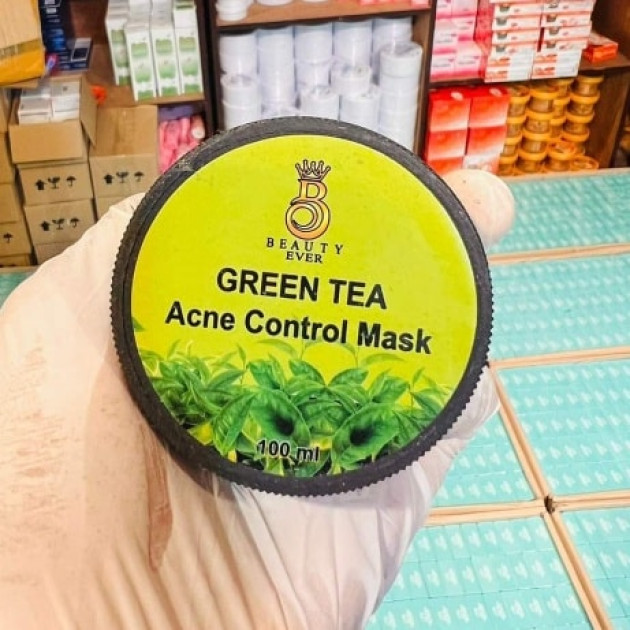 BEAUTY
EVER
GREEN TEA
Acne Control Mask
100 ml